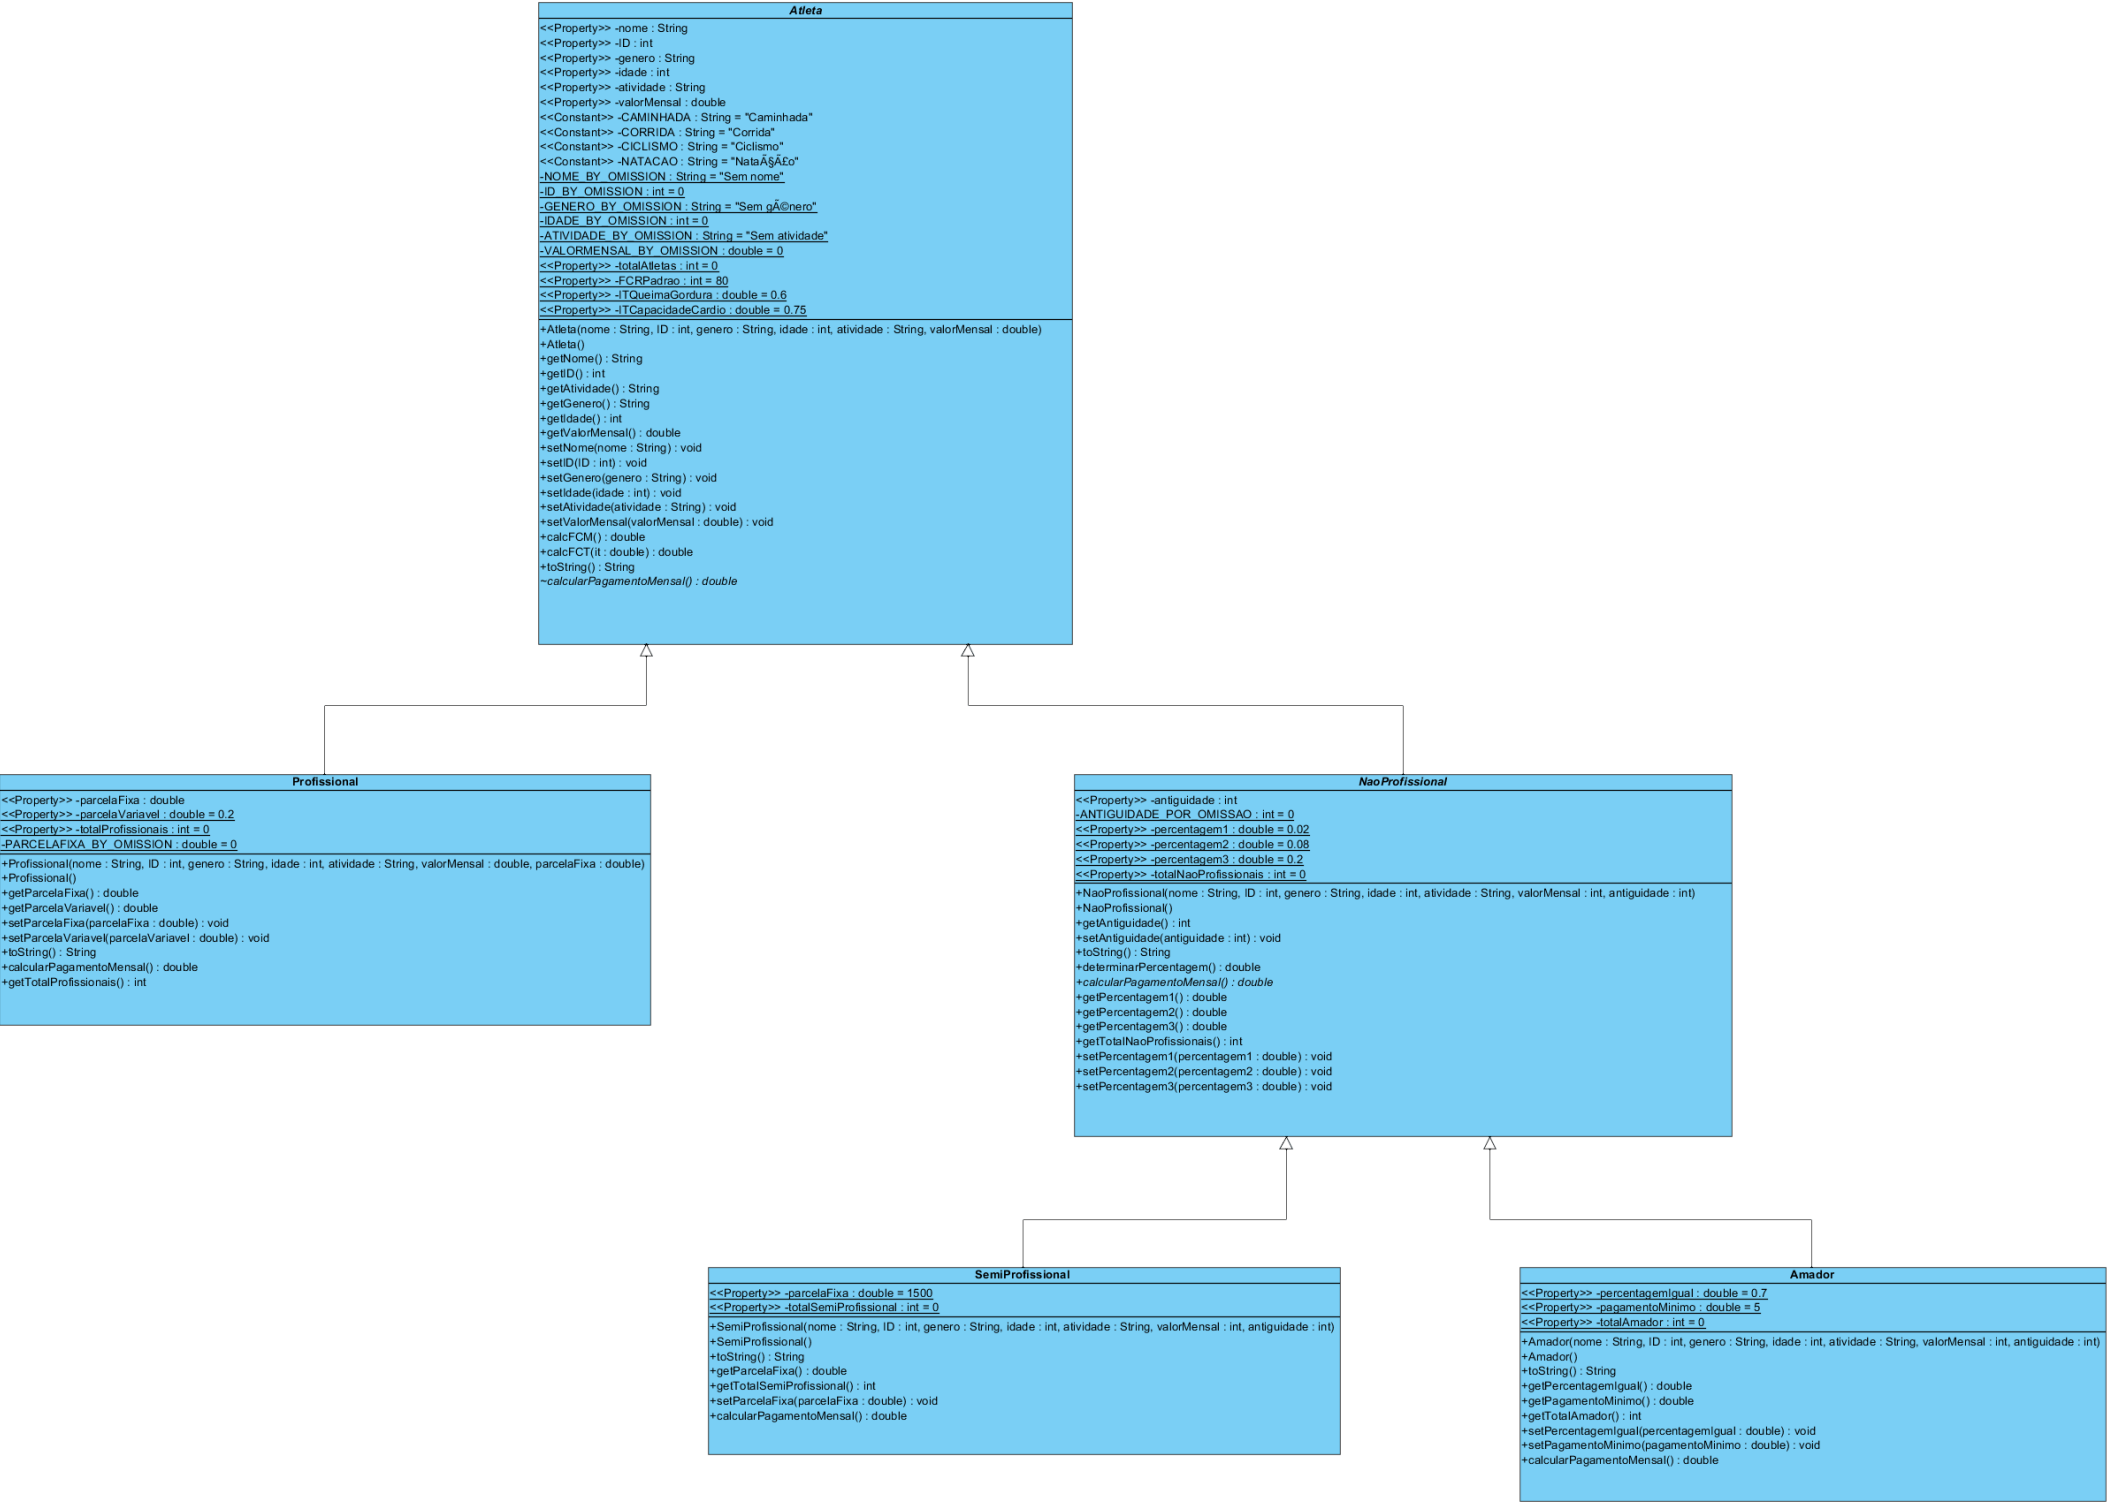 Atleta
<<Property>> -nome : String
<<Property>> -ID : int
<<Property>> -genero : String
<<Property>> -idade : int
<<Property>> -atividade : String
<<Property>> -valorMensal : double
<<Constant>> -CAMINHADA : String = "Caminhada"
<<Constant>> -CORRIDA : String = "Corrida"
<<Constant>> -CICLISMO : String = "Ciclismo"
<<Constant>> -NATACAO : String = "NataÃ§Ã£o"
-NOME_BY_OMISSION : String = "Sem nome"
-ID_BY_OMISSION : int = 0
-GENERO_BY_OMISSION : String = "Sem gÃ©nero"
-IDADE_BY_OMISSION : int = 0
-ATIVIDADE_BY_OMISSION : String = "Sem atividade"
-VALORMENSAL_BY_OMISSION : double = 0
<<Property>> -totalAtletas : int = 0
<<Property>> -FCRPadrao : int = 80
<<Property>> -ITQueimaGordura : double = 0.6
<<Property>> -ITCapacidadeCardio : double = 0.75
+Atleta(nome : String, ID : int, genero : String, idade : int, atividade : String, valorMensal : double)
+Atleta()
+getNome() : String
+getID() : int
+getAtividade() : String
+getGenero() : String
+getIdade() : int
+getValorMensal() : double
+setNome(nome : String) : void
+setID(ID : int) : void
+setGenero(genero : String) : void
+setIdade(idade : int) : void
+setAtividade(atividade : String) : void
+setValorMensal(valorMensal : double) : void
+calcFCM() : double
+calcFCT(it : double) : double
+toString() : String
~calcularPagamentoMensal() : double
Profissional
<<Property>> -parcelaFixa : double
<<Property>> -parcelaVariavel : double = 0.2
<<Property>> -totalProfissionais : int = 0
-PARCELAFIXA_BY_OMISSION : double = 0
+Profissional(nome : String, ID : int, genero : String, idade : int, atividade : String, valorMensal : double, parcelaFixa : double)
+Profissional()
+getParcelaFixa() : double
+getParcelaVariavel() : double
+setParcelaFixa(parcelaFixa : double) : void
+setParcelaVariavel(parcelaVariavel : double) : void
+toString() : String
+calcularPagamentoMensal() : double
+getTotalProfissionais() : int
NaoProfissional
<<Property>> -antiguidade : int
-ANTIGUIDADE_POR_OMISSAO : int = 0
<<Property>> -percentagem1 : double = 0.02
<<Property>> -percentagem2 : double = 0.08
<<Property>> -percentagem3 : double = 0.2
<<Property>> -totalNaoProfissionais : int = 0
+NaoProfissional(nome : String, ID : int, genero : String, idade : int, atividade : String, valorMensal : int, antiguidade : int)
+NaoProfissional()
+getAntiguidade() : int
+setAntiguidade(antiguidade : int) : void
+toString() : String
+determinarPercentagem() : double
+calcularPagamentoMensal() : double
+getPercentagem1() : double
+getPercentagem2() : double
+getPercentagem3() : double
+getTotalNaoProfissionais() : int
+setPercentagem1(percentagem1 : double) : void
+setPercentagem2(percentagem2 : double) : void
+setPercentagem3(percentagem3 : double) : void
SemiProfissional
<<Property>> -parcelaFixa : double = 1500
<<Property>> -totalSemiProfissional : int = 0
+SemiProfissional(nome : String, ID : int, genero : String, idade : int, atividade : String, valorMensal : int, antiguidade : int)
+SemiProfissional()
+toString() : String
+getParcelaFixa() : double
+getTotalSemiProfissional() : int
+setParcelaFixa(parcelaFixa : double) : void
+calcularPagamentoMensal() : double
Amador
<<Property>> -percentagemIgual : double = 0.7
<<Property>> -pagamentoMinimo : double = 5
<<Property>> -totalAmador : int = 0
+Amador(nome : String, ID : int, genero : String, idade : int, atividade : String, valorMensal : int, antiguidade : int)
+Amador()
+toString() : String
+getPercentagemIgual() : double
+getPagamentoMinimo() : double
+getTotalAmador() : int
+setPercentagemIgual(percentagemIgual : double) : void
+setPagamentoMinimo(pagamentoMinimo : double) : void
+calcularPagamentoMensal() : double